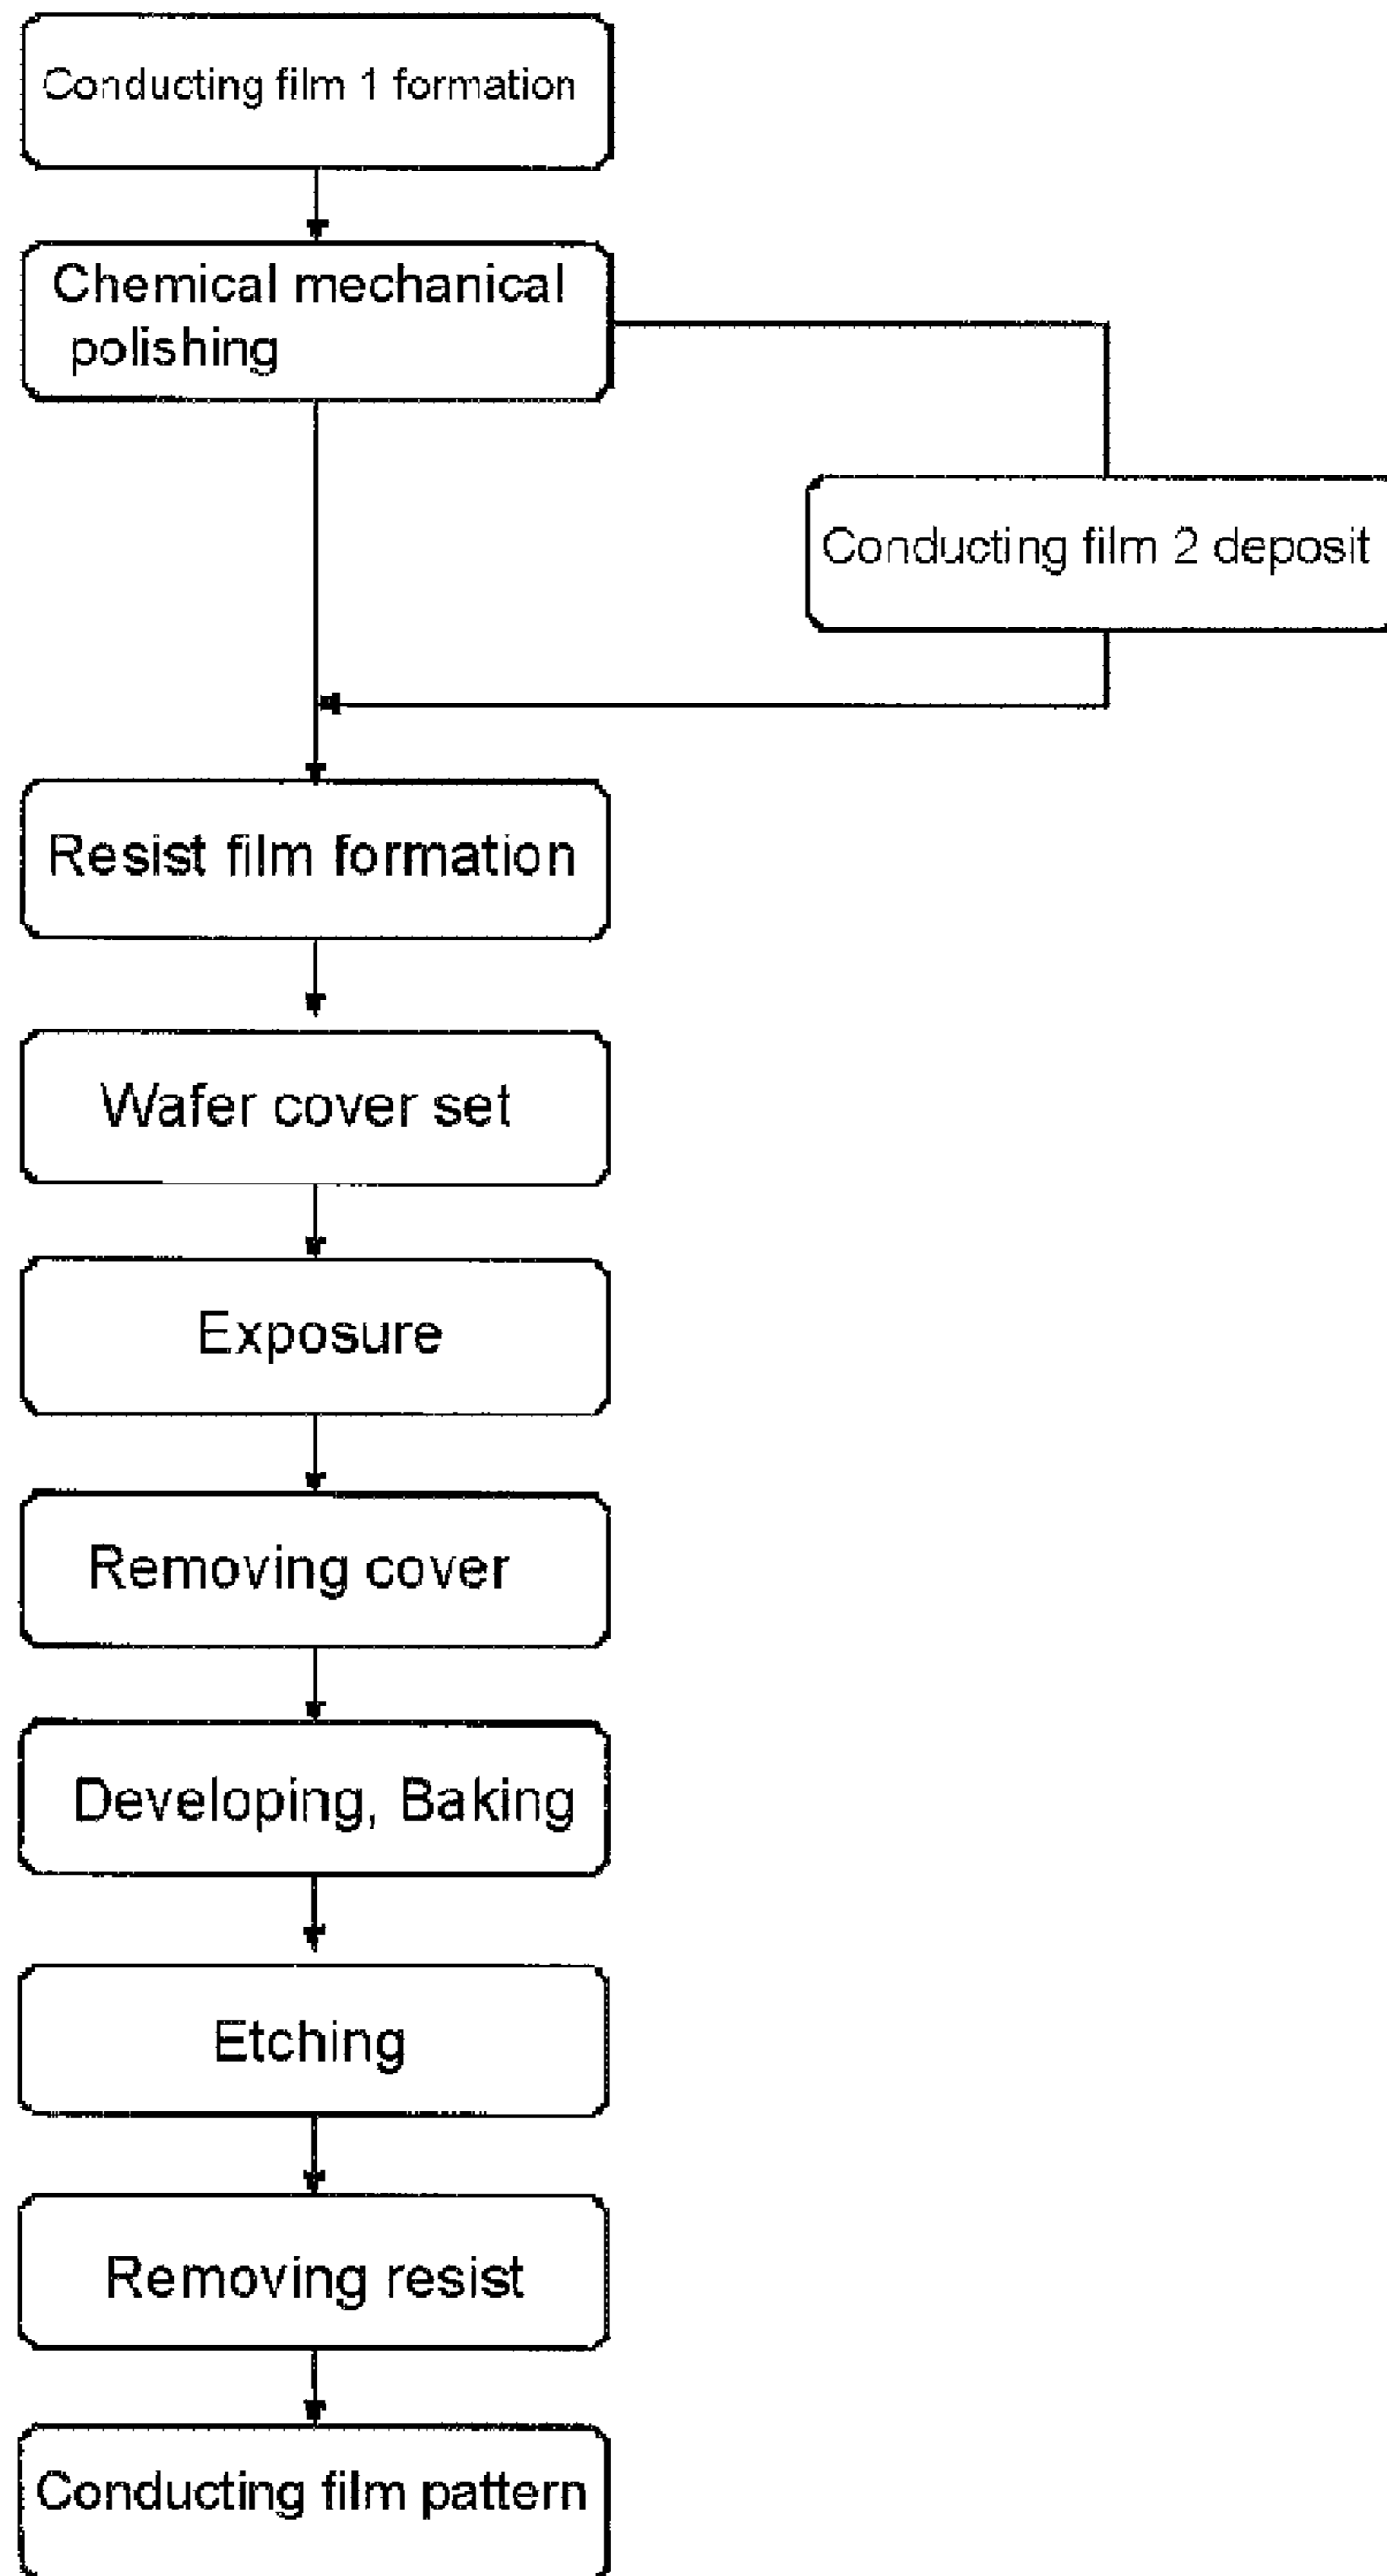 Conducting film 1 formation
Chemical mechanical
polishing
Conducting film 2 deposit
Resist film formation
Wafer cover set
Exposure
Removing cover
Developing, Baking
Etching
Removing resist
Conducting film pattern